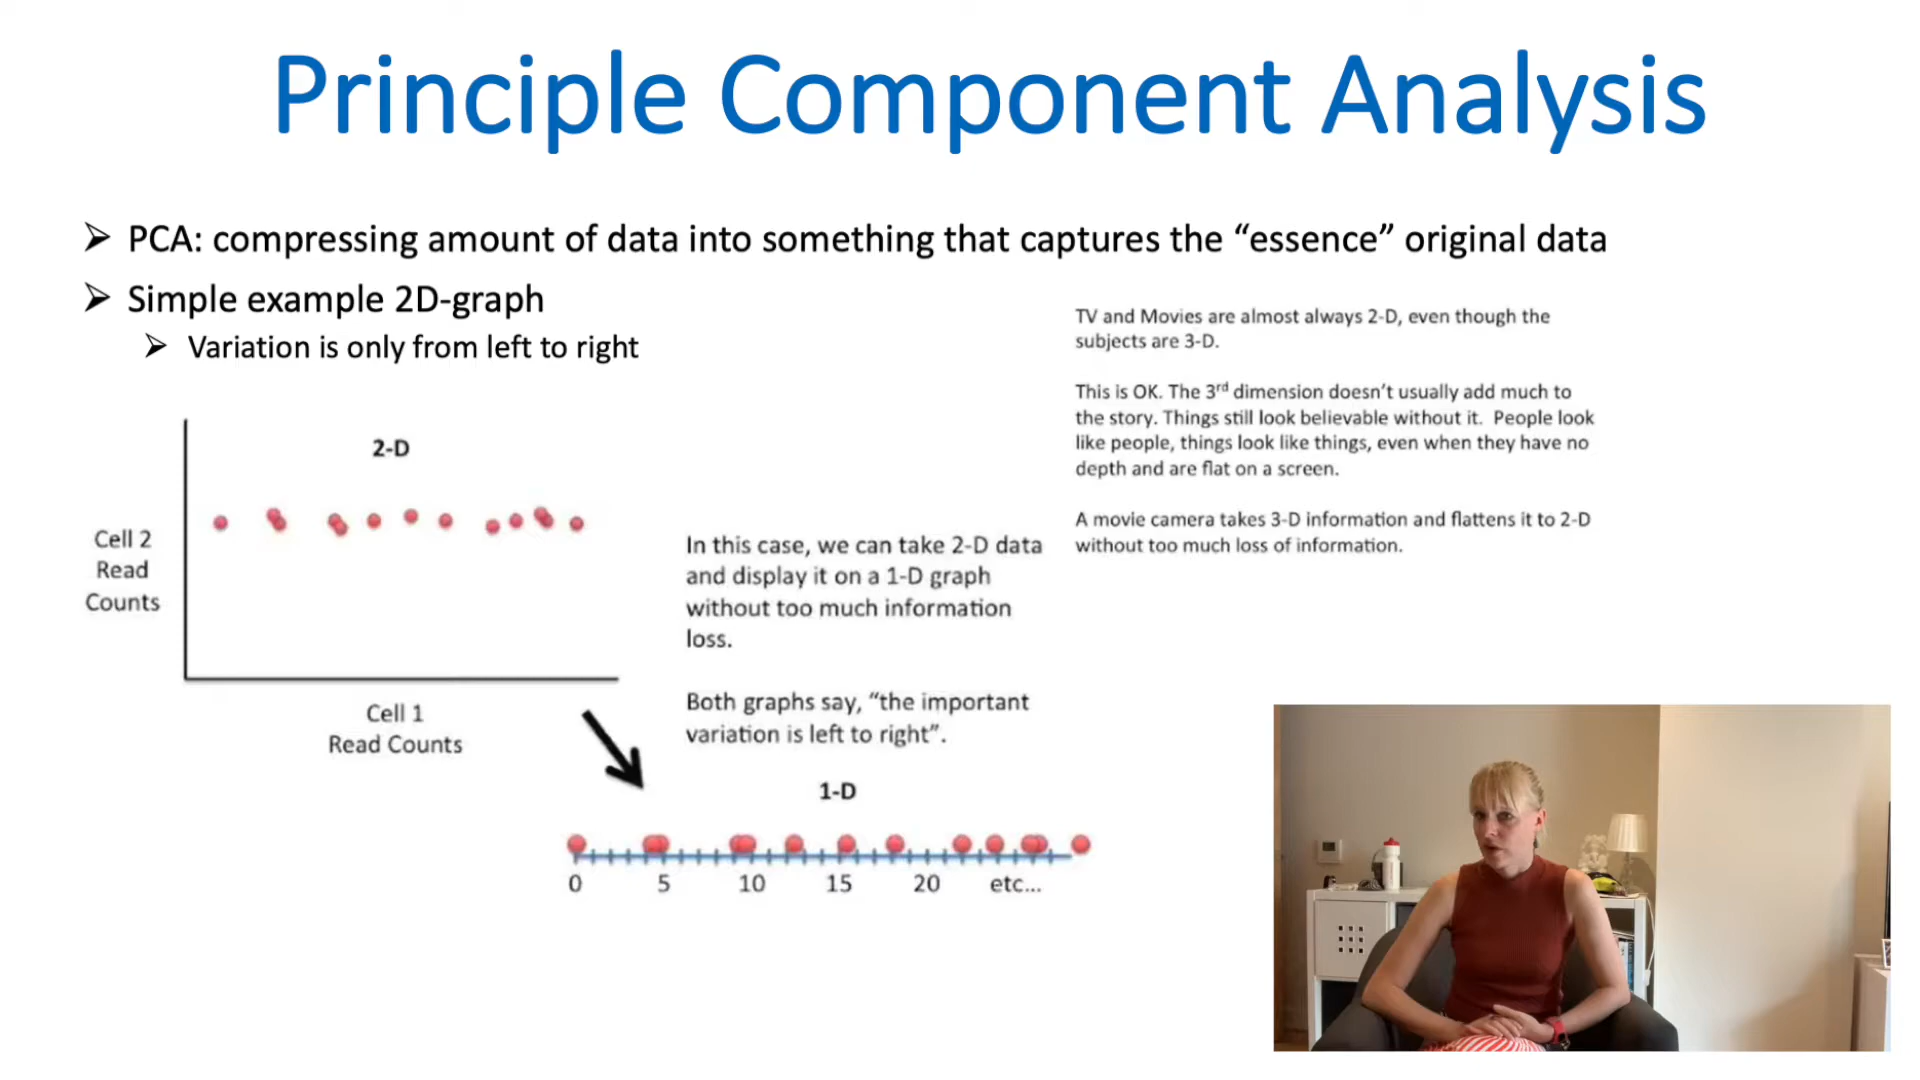 Principle Component Analysis
➢ PCA: compressing amount of data into something that captures the “essence” original data
➢ Simple example 2D-graph
➢ Variation is only from left to right
2-D
Cell 2
Read
Counts
Cell 1
Read Counts
In this case, we can take 2-D data
and display it on a 1-D graph
without too much information
loss.
Both graphs say, “the important
variation is left to right”.
1-D
0 5 10 15 20 etc...
TV and Movies are almost always 2-D, even though the
subjects are 3-D.
This is OK. The 3rd dimension doesn’t usually add much to
the story. Things still look believable without it. People look
like people, things look like things, even when they have no
depth and are flat on a screen.
A movie camera takes 3-D information and flattens it to 2-D
without too much loss of information.